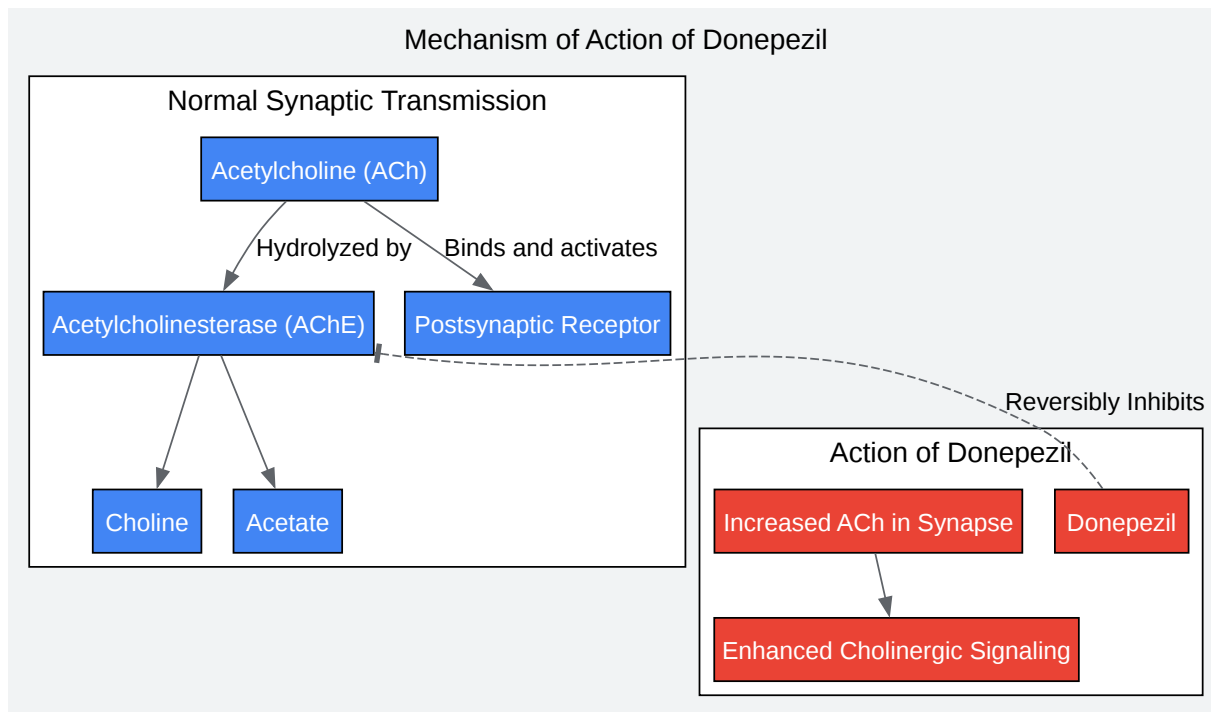 Mechanism of Action of Donepezil
Normal Synaptic Transmission
Acetylcholine (ACh)
Hydrolyzed by
Binds and activates
Acetylcholinesterase (AChE)
Postsynaptic Receptor
Choline
Acetate
Reversibly Inhibits
Action of Donepezil
Increased ACh in Synapse
Donepezil
Enhanced Cholinergic Signaling